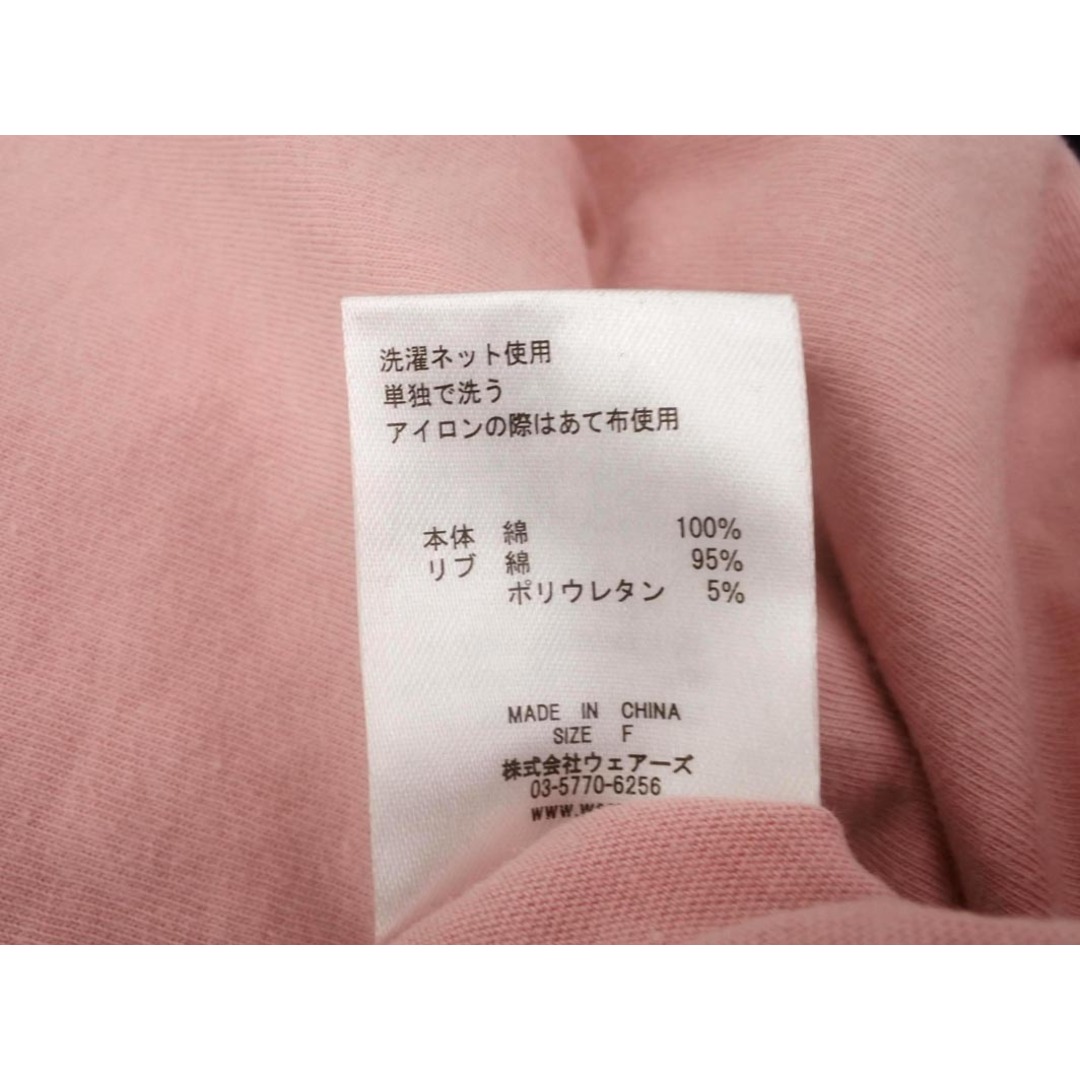 洗濯ネット使用
単独で洗う
アイロンの際はあて布使用
本体 綿 100%
リブ 綿 95%
ポリウレタン 5%
MADE IN CHINA
SIZE F
株式会社ウェアーズ
03-5770-6256